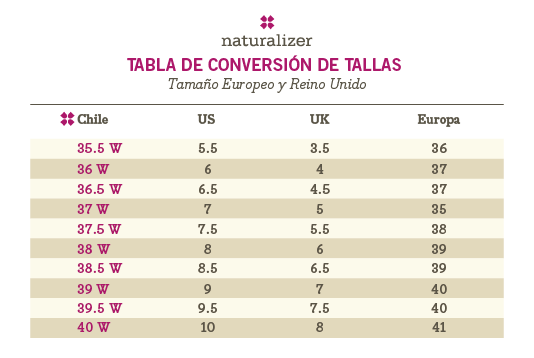 naturalizer
TABLA DE CONVERSIÓN DE TALLAS
Tamaño Europeo y Reino Unido
Chile US UK Europa
35.5 W 5.5 3.5 36
36 W 6 4 37
36.5 W 6.5 4.5 37
37 W 7 5 35
37.5 W 7.5 5.5 38
38 W 8 6 39
38.5 W 8.5 6.5 39
39 W 9 7 40
39.5 W 9.5 7.5 40
40 W 10 8 41